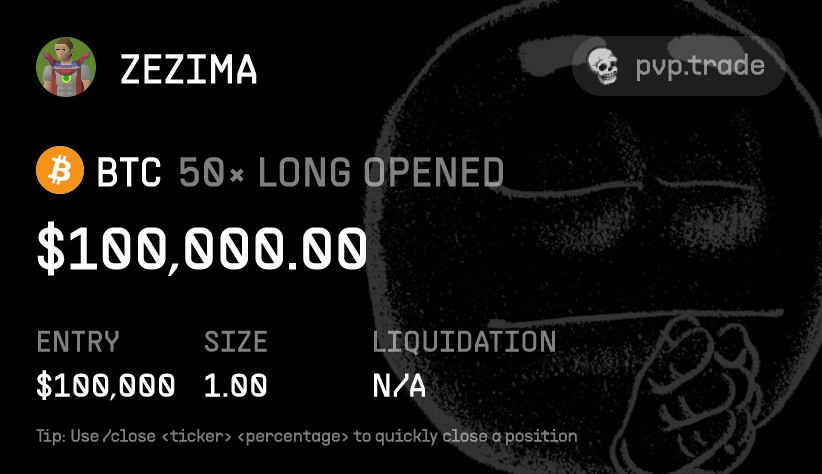 ZEZIMA
pvp.trade
BTC 50× LONG OPENED
$100,000.00
ENTRY SIZE LIQUIDATION
$100,000 1.00 N/A
Tip: Use /close <ticker> <percentage> to quickly close a position